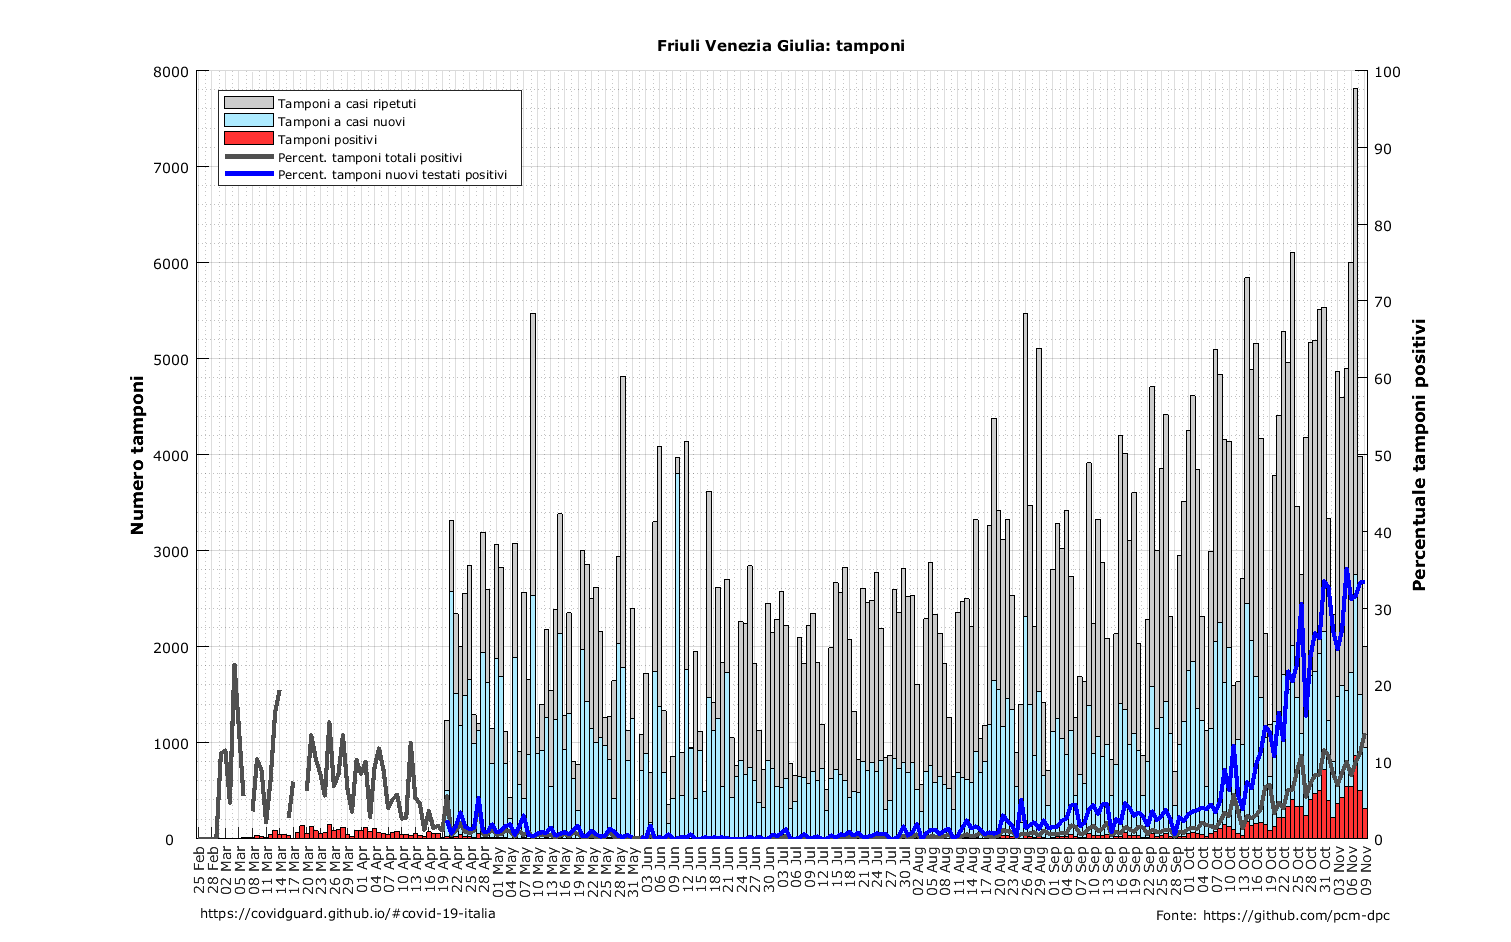 Friuli Venezia Giulia: tamponi
Tamponi a casi ripetuti
Tamponi a casi nuovi
Tamponi positivi
Percent. tamponi totali positivi
Percent. tamponi nuovi testati positivi
Numero tamponi
8000
7000
6000
5000
4000
3000
2000
1000
0
Percentuale tamponi positivi
100
90
80
70
60
50
40
30
20
10
0
25 Feb
28 Feb
02 Mar
05 Mar
08 Mar
11 Mar
14 Mar
17 Mar
20 Mar
23 Mar
26 Mar
29 Mar
01 Apr
04 Apr
07 Apr
10 Apr
13 Apr
16 Apr
19 Apr
22 Apr
25 Apr
28 Apr
01 May
04 May
07 May
10 May
13 May
16 May
19 May
22 May
25 May
28 May
31 May
03 Jun
06 Jun
09 Jun
12 Jun
15 Jun
18 Jun
21 Jun
24 Jun
27 Jun
30 Jun
03 Jul
06 Jul
09 Jul
12 Jul
15 Jul
18 Jul
21 Jul
24 Jul
27 Jul
30 Jul
02 Aug
05 Aug
08 Aug
11 Aug
14 Aug
17 Aug
20 Aug
23 Aug
26 Aug
29 Aug
01 Sep
04 Sep
07 Sep
10 Sep
13 Sep
16 Sep
19 Sep
22 Sep
25 Sep
28 Sep
01 Oct
04 Oct
07 Oct
10 Oct
13 Oct
16 Oct
19 Oct
22 Oct
25 Oct
28 Oct
31 Oct
03 Nov
06 Nov
09 Nov
https://covidguard.github.io/#covid-19-italia
Fonte: https://github.com/pcm-dpc